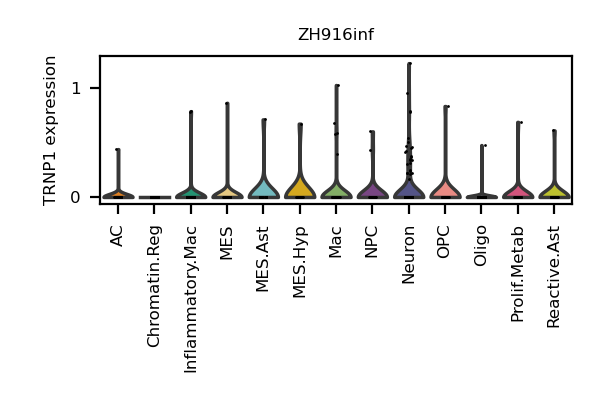 ZH916inf
TRNP1 expression
1
0
AC
Chromatin.Reg
Inflammatory.Mac
MES
MES.Ast
MES.Hyp
Mac
NPC
Neuron
OPC
Oligo
Prolif.Metab
Reactive.Ast